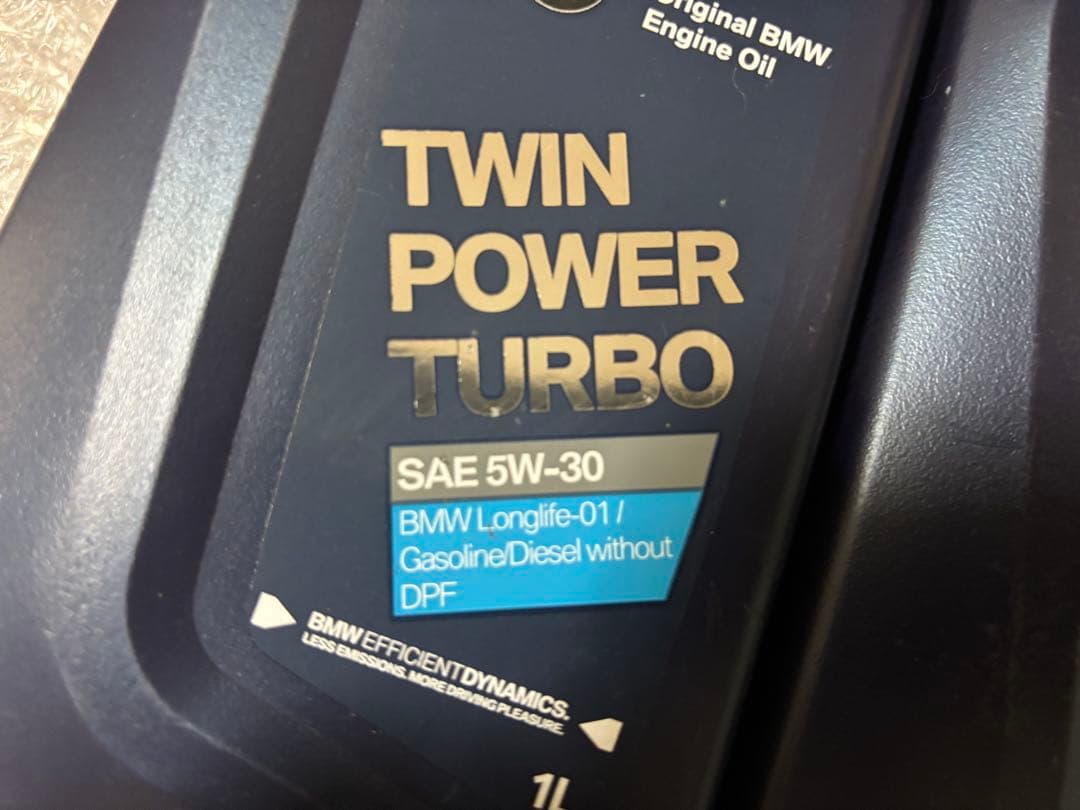 Original BMW
Engine Oil
TWIN
POWER
TURBO
SAE 5W-30
BMW Longlife-01 /
Gasoline/Diesel without
DPF
BMW EFFICIENTDYNAMICS.
LESS EMISSIONS. MORE DRIVING PLEASURE.
1L